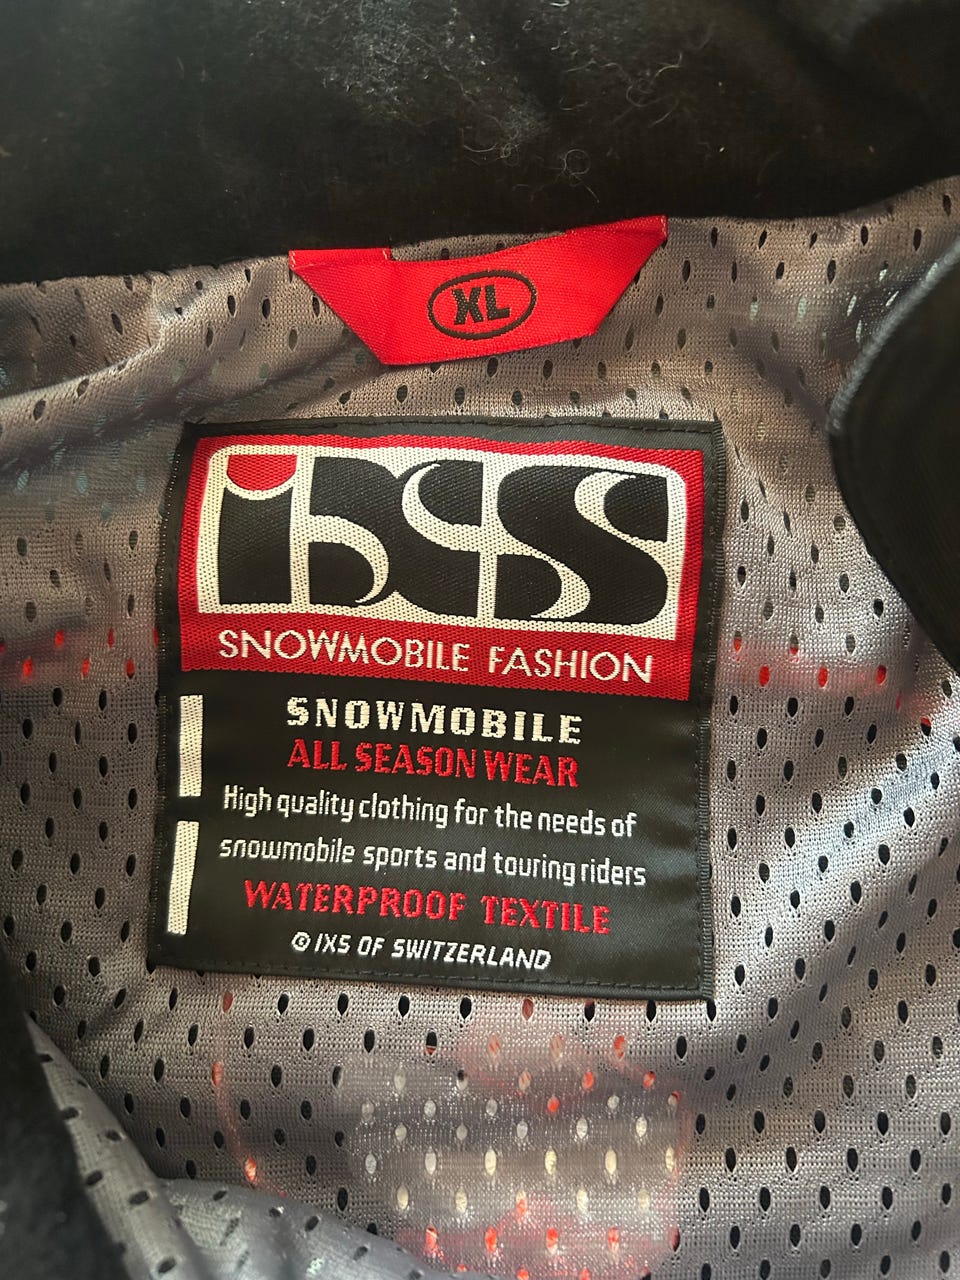 XL
ixs
SNOWMOBILE FASHION
SNOWMOBILE
ALL SEASON WEAR
High quality clothing for the needs of
snowmobile sports and touring riders
WATERPROOF TEXTILE
© IXS OF SWITZERLAND